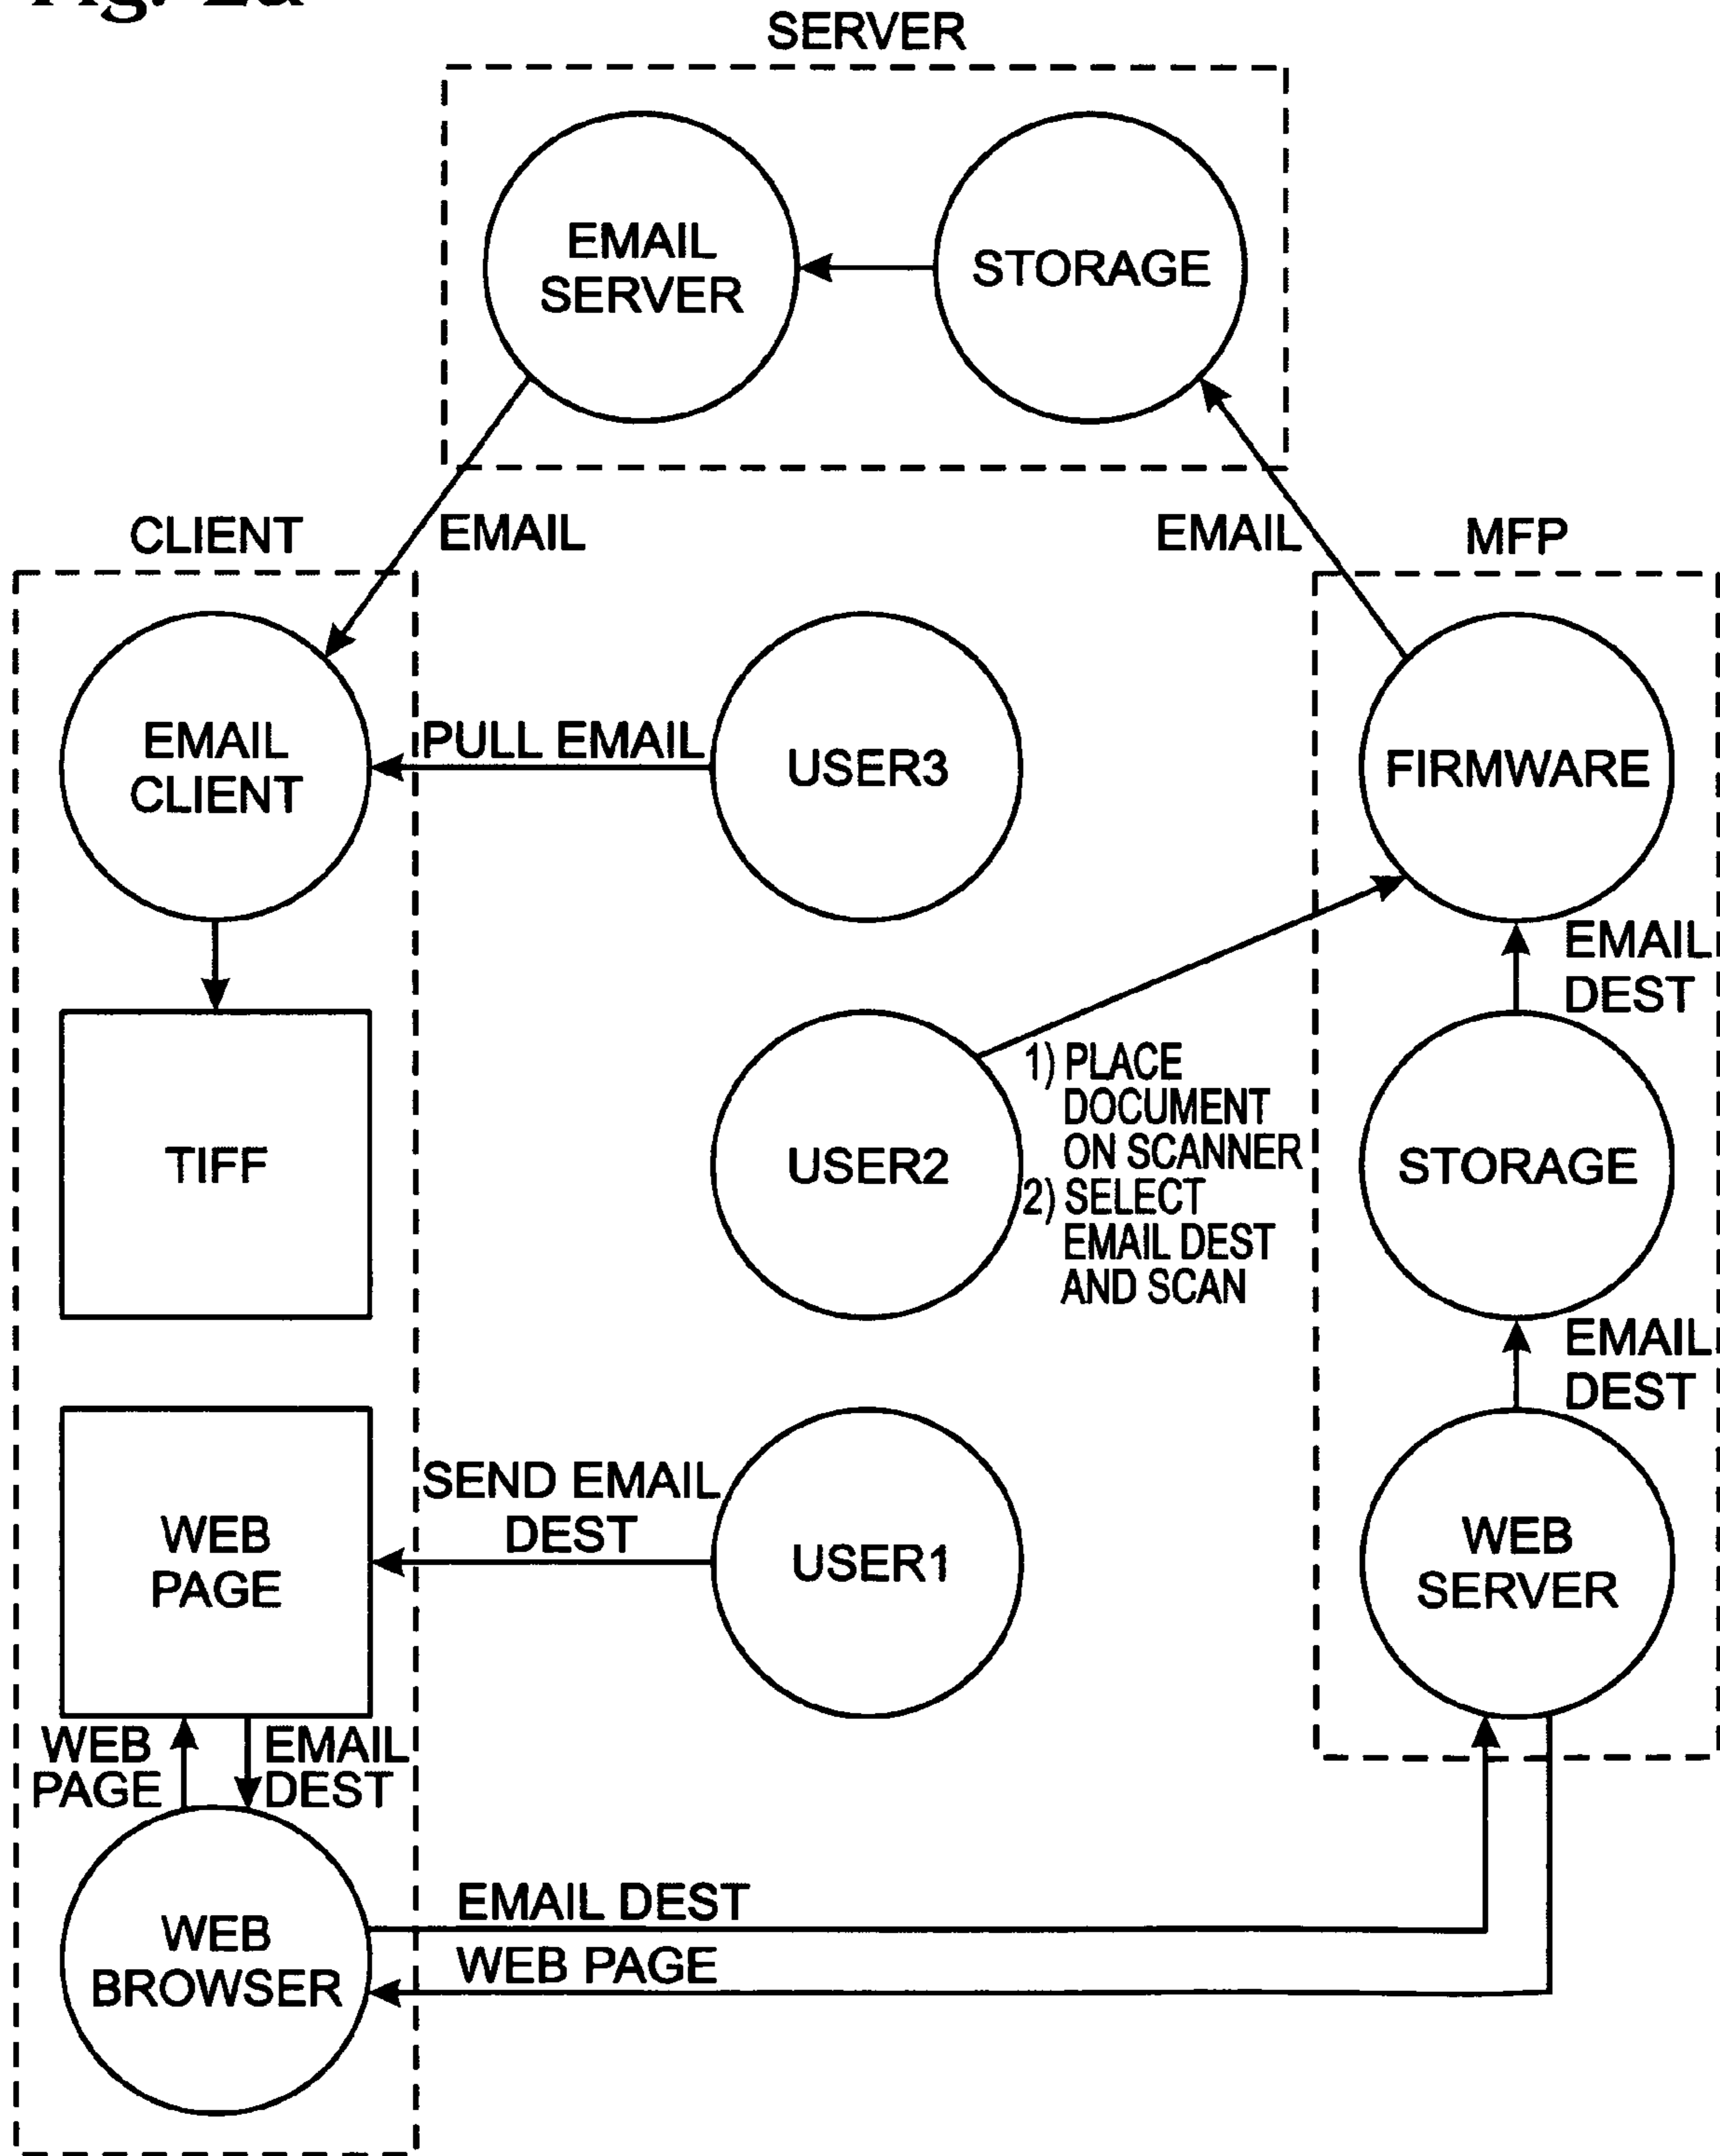 SERVER
EMAIL
SERVER
STORAGE
CLIENT
EMAIL
EMAIL
MFP
EMAIL
CLIENT
PULL EMAIL
USER3
FIRMWARE
EMAIL
DEST
TIFF
USER2
1) PLACE
DOCUMENT
ON SCANNER
2) SELECT
EMAIL DEST
AND SCAN
STORAGE
EMAIL
DEST
WEB
PAGE
SEND EMAIL
DEST
USER1
WEB
SERVER
WEB
PAGE
EMAIL
DEST
WEB
BROWSER
EMAIL DEST
WEB PAGE